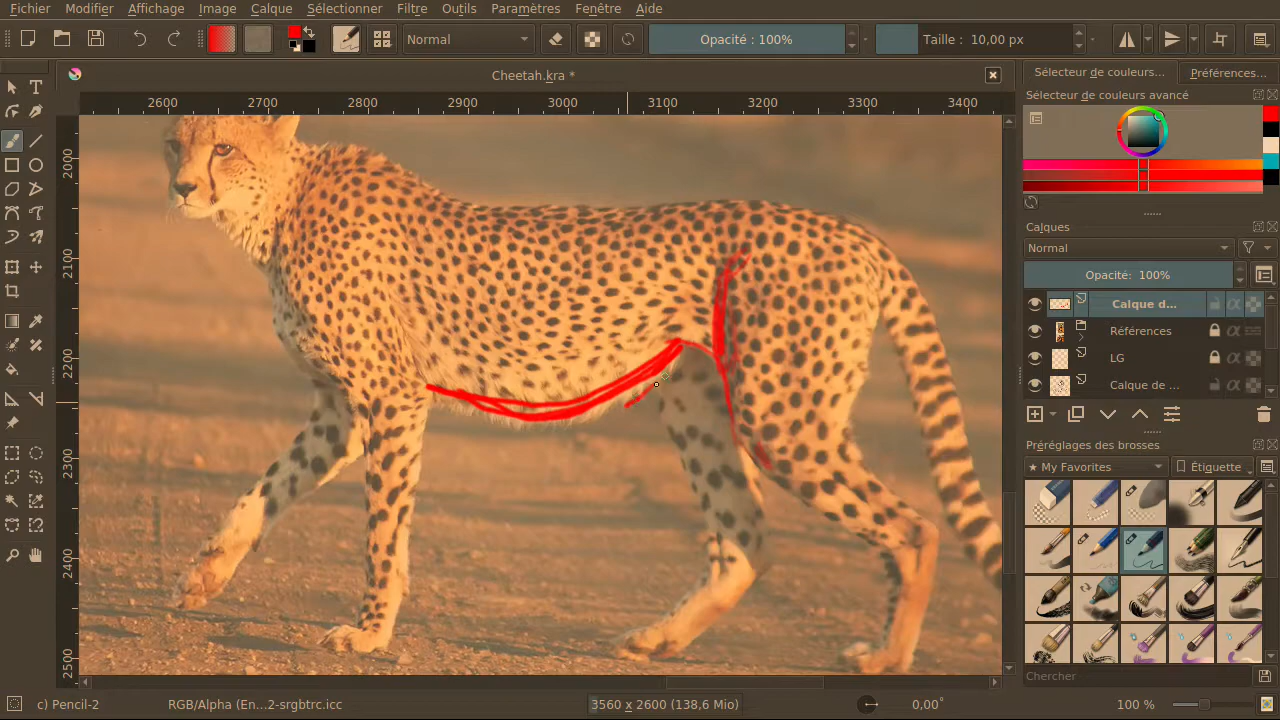 Fichier Modifier Affichage Image Calque Sélectionner Filtre Outils Paramètres Fenêtre Aide
Normal Opacité : 100% Taille : 10,00 px
Cheetah.kra *
Sélecteur de couleurs... Préférences...
2600 2700 2800 2900 3000 3100 3200 3300 3400
Sélecteur de couleurs avancé
2000
2100
2200
2300
2400
2500
Calques
Normal
Opacité: 100%
Calque d...
Références
LG
Calque de ...
Préréglages des brosses
★ My Favorites Étiquette
Chercher
c) Pencil-2 RGB/Alpha (En...2-srgbtrc.icc 3560 x 2600 (138,6 Mio) 0,00° 100 %